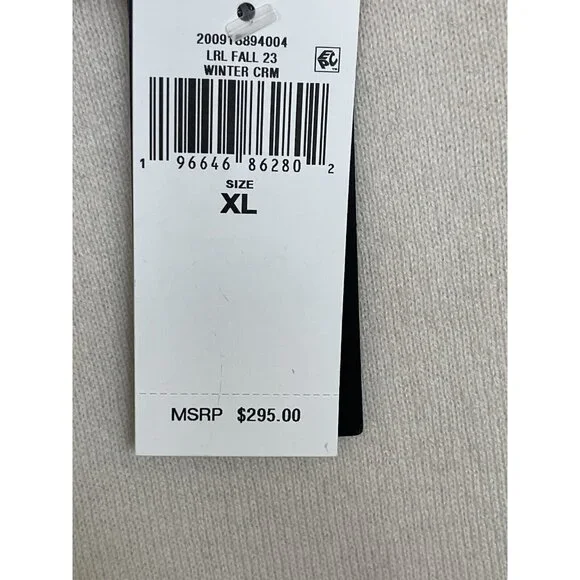 200918894004
LRL FALL 23
WINTER CRM
1 96646 86280 2
SIZE
XL
MSRP $295.00